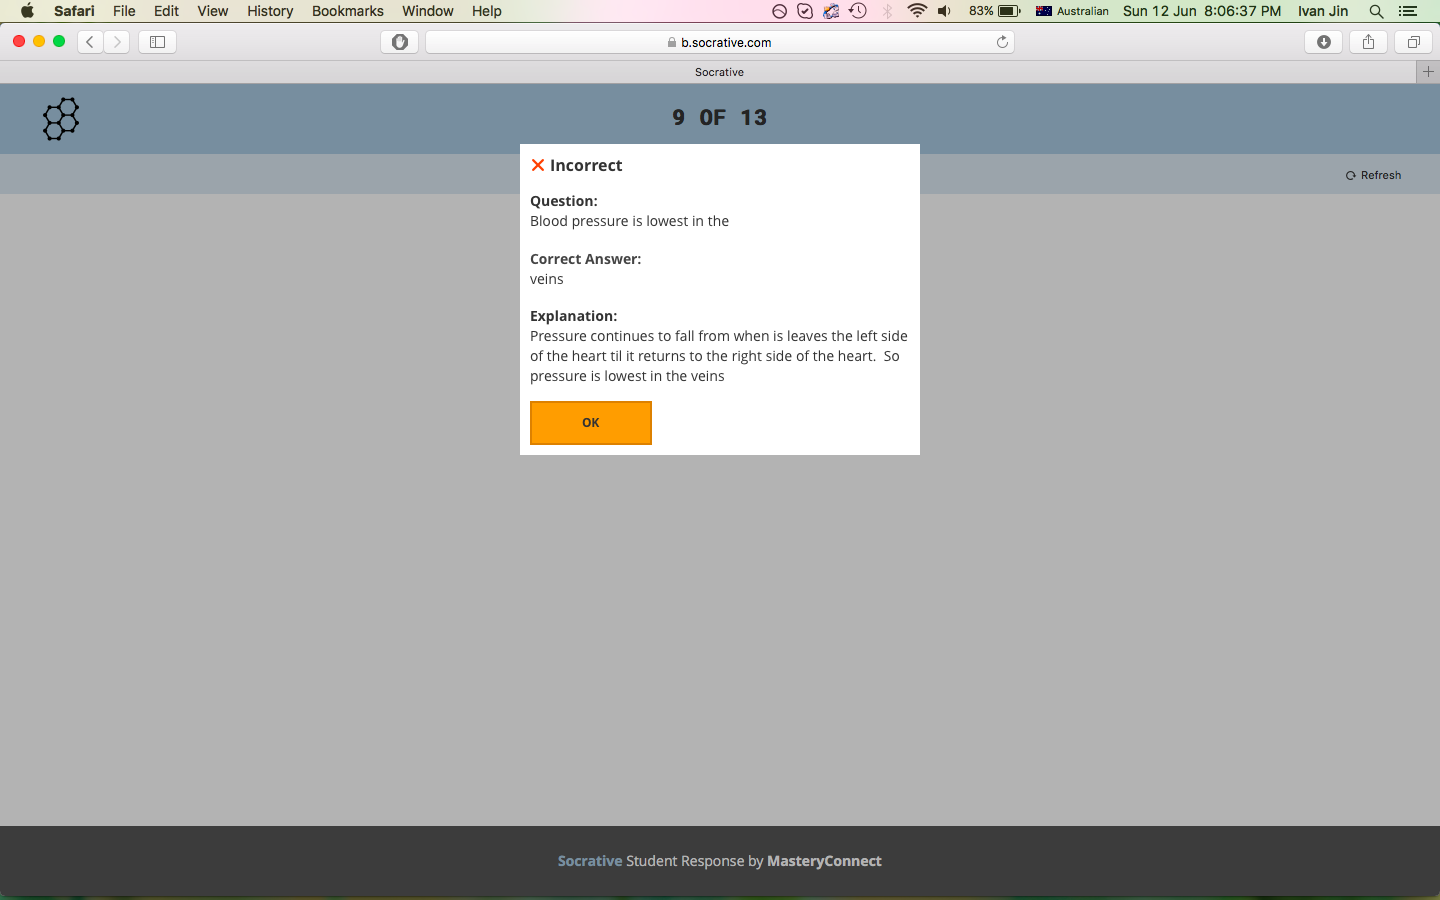 Safari File Edit View History Bookmarks Window Help 83% Australian Sun 12 Jun 8:06:37 PM Ivan Jin
b.socrative.com
Socrative
9 OF 13
Incorrect
Refresh
Question:
Blood pressure is lowest in the
Correct Answer:
veins
Explanation:
Pressure continues to fall from when is leaves the left side
of the heart til it returns to the right side of the heart. So
pressure is lowest in the veins
OK
Socrative Student Response by MasteryConnect